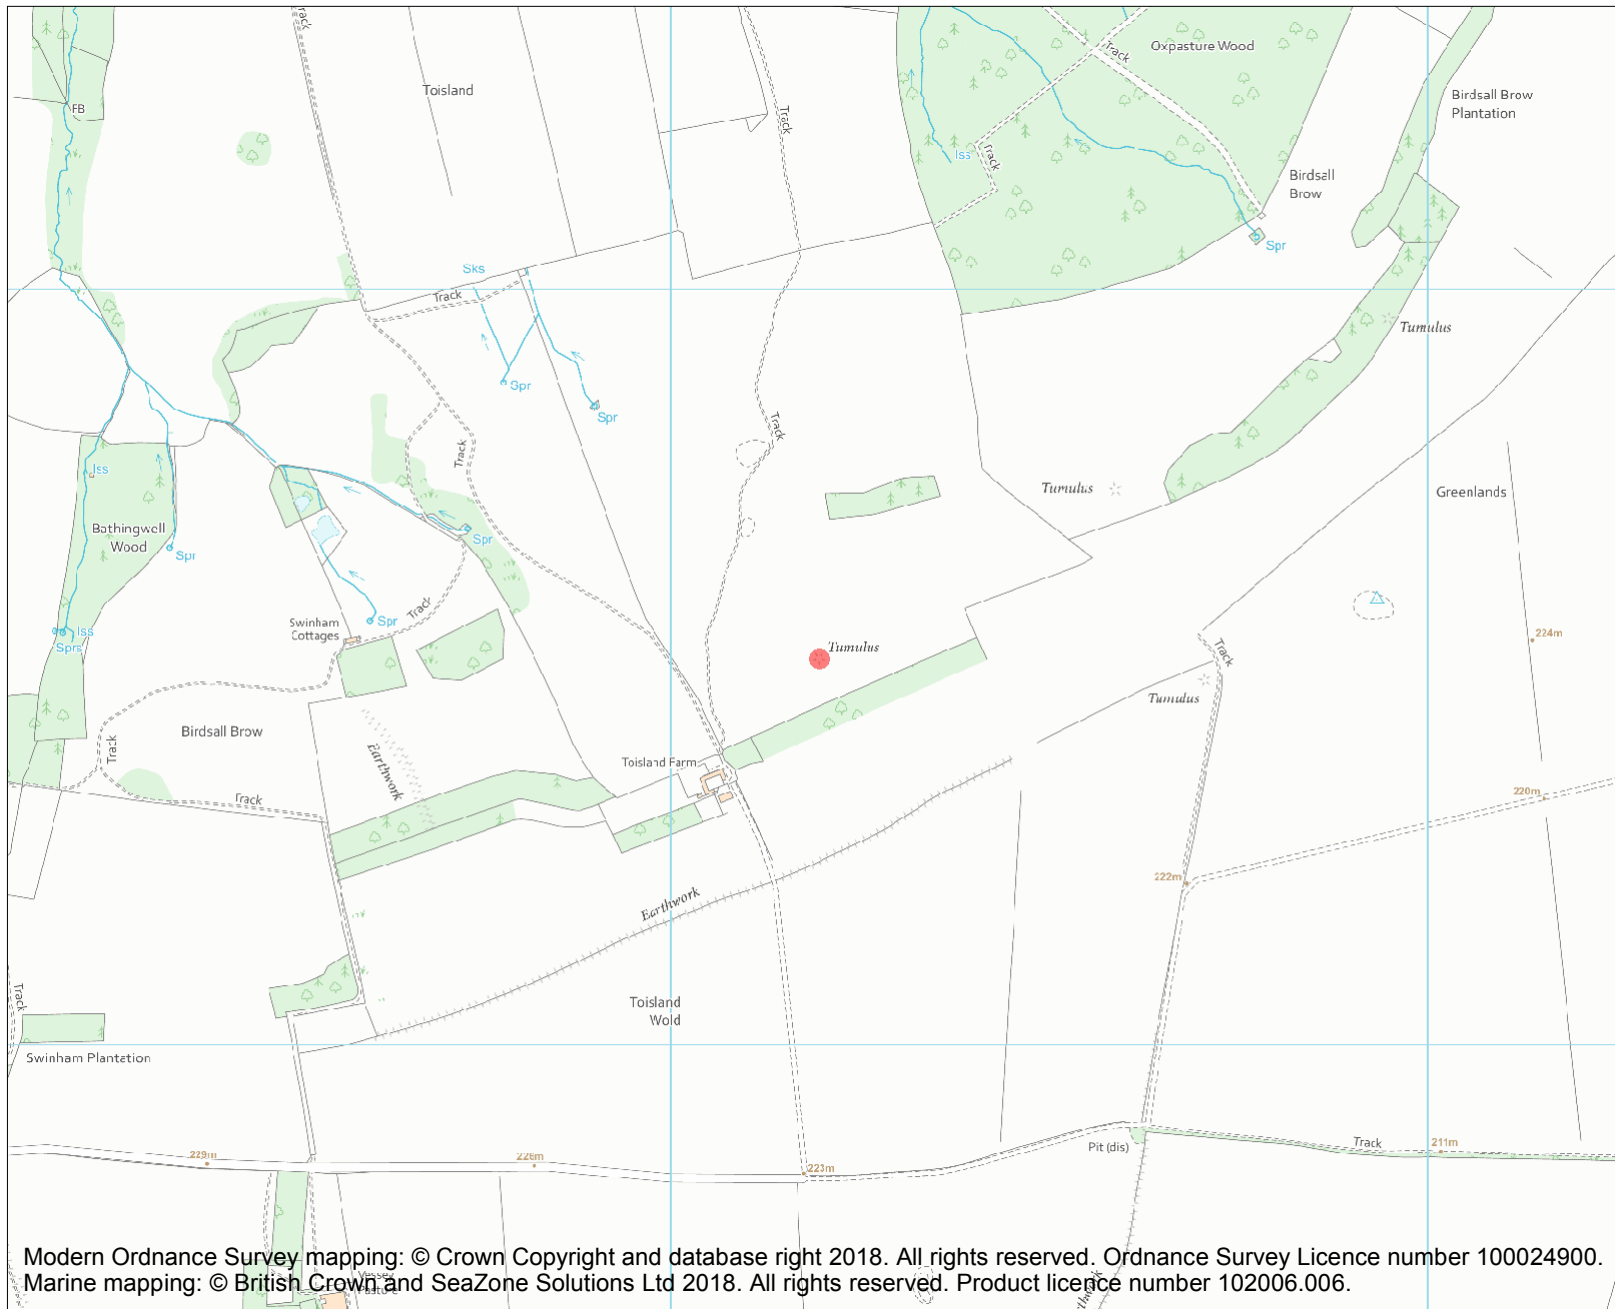 Track
Oxpasture Wood
Track
Toisland
Birdsall Brow
Plantation
FB
Track
Iss
Track
Birdsall
Brow
Spr
Sks
Track
Tumulus
Spr
Spr
Track
Track
Iss
Tumulus
Greenlands
Bathingwell
Wood
Spr
Spr
Track
Swinham
Cottages
Spr
Iss
Sprs
224m
Tumulus
Track
Tumulus
Birdsall Brow
Track
Earthwork
Toisland Farm
Track
220m
222m
Earthwork
Track
Toisland
Wold
Swinham Plantation
229m
226m
223m
Pit (dis)
Track
211m
Earthwork
Modern Ordnance Survey mapping: © Crown Copyright and database right 2018. All rights reserved. Ordnance Survey Licence number 100024900.
Marine mapping: © British Crown and SeaZone Solutions Ltd 2018. All rights reserved. Product licence number 102006.006.